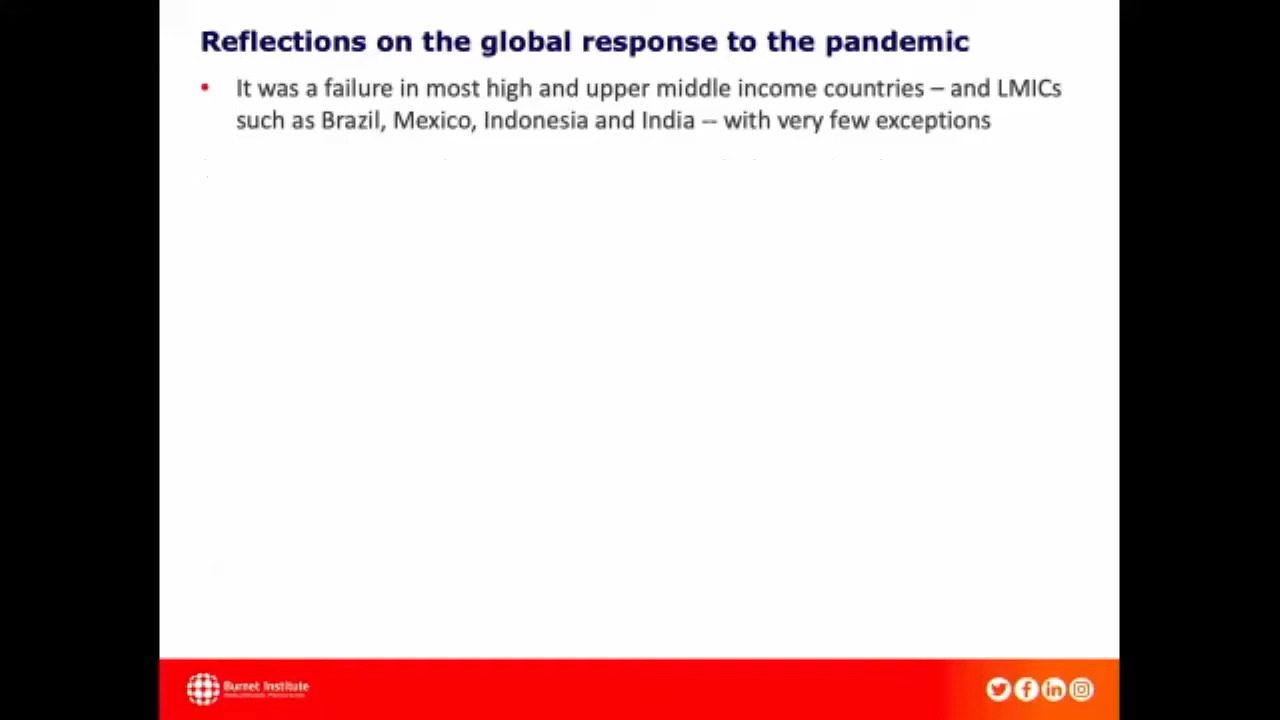 Reflections on the global response to the pandemic
• It was a failure in most high and upper middle income countries – and LMICs
such as Brazil, Mexico, Indonesia and India -- with very few exceptions
Burnet Institute